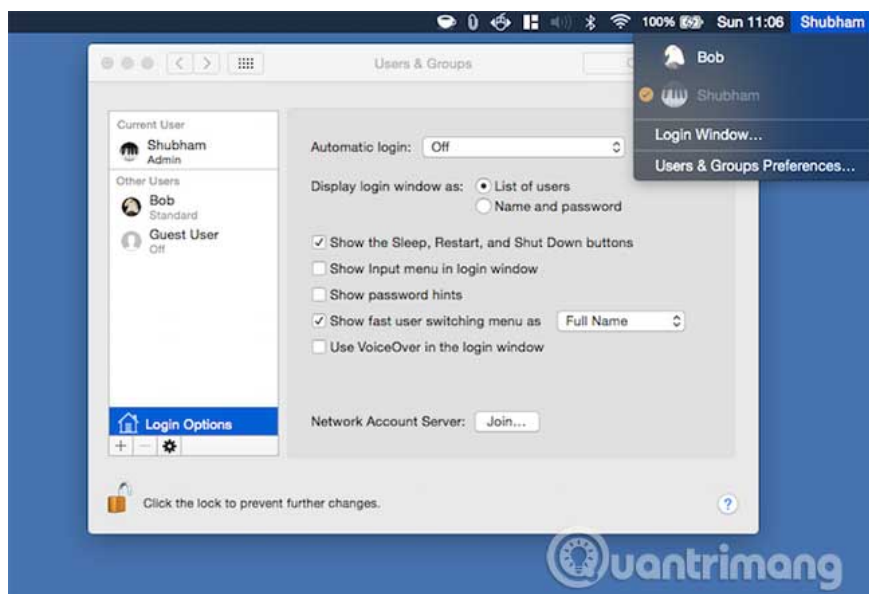 100% Sun 11:06 Shubham
Users & Groups
Bob
Shubham
Login Window...
Users & Groups Preferences...
Current User
Shubham
Admin
Other Users
Bob
Standard
Guest User
Off
Login Options
Automatic login: Off
Display login window as: List of users
Name and password
Show the Sleep, Restart, and Shut Down buttons
Show Input menu in login window
Show password hints
Show fast user switching menu as Full Name
Use VoiceOver in the login window
Network Account Server: Join...
Click the lock to prevent further changes.
?
Quantrimang